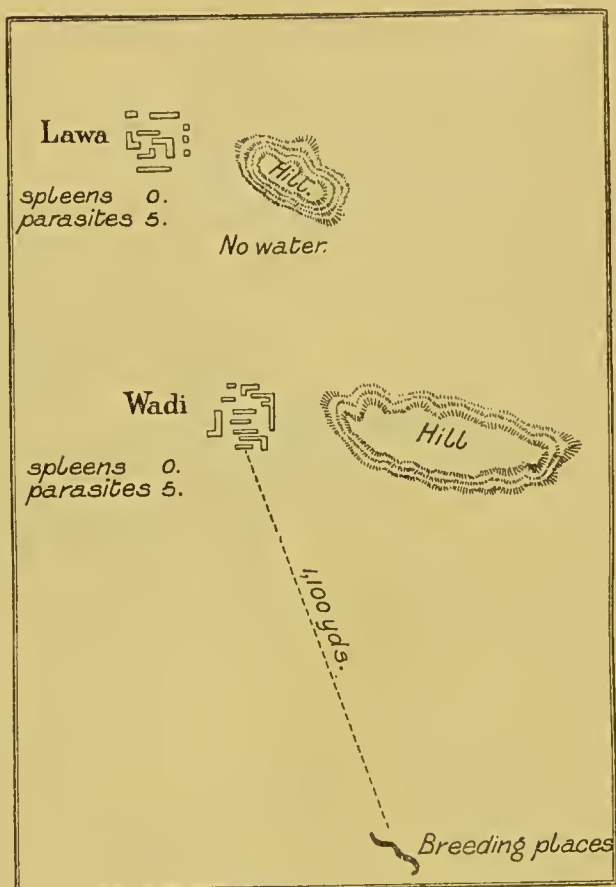 Lawa
spleens 0.
parasites 5.
Hill.
No water.
Wadi
spleens 0.
parasites 5.
Hill
1,100 yds.
Breeding places